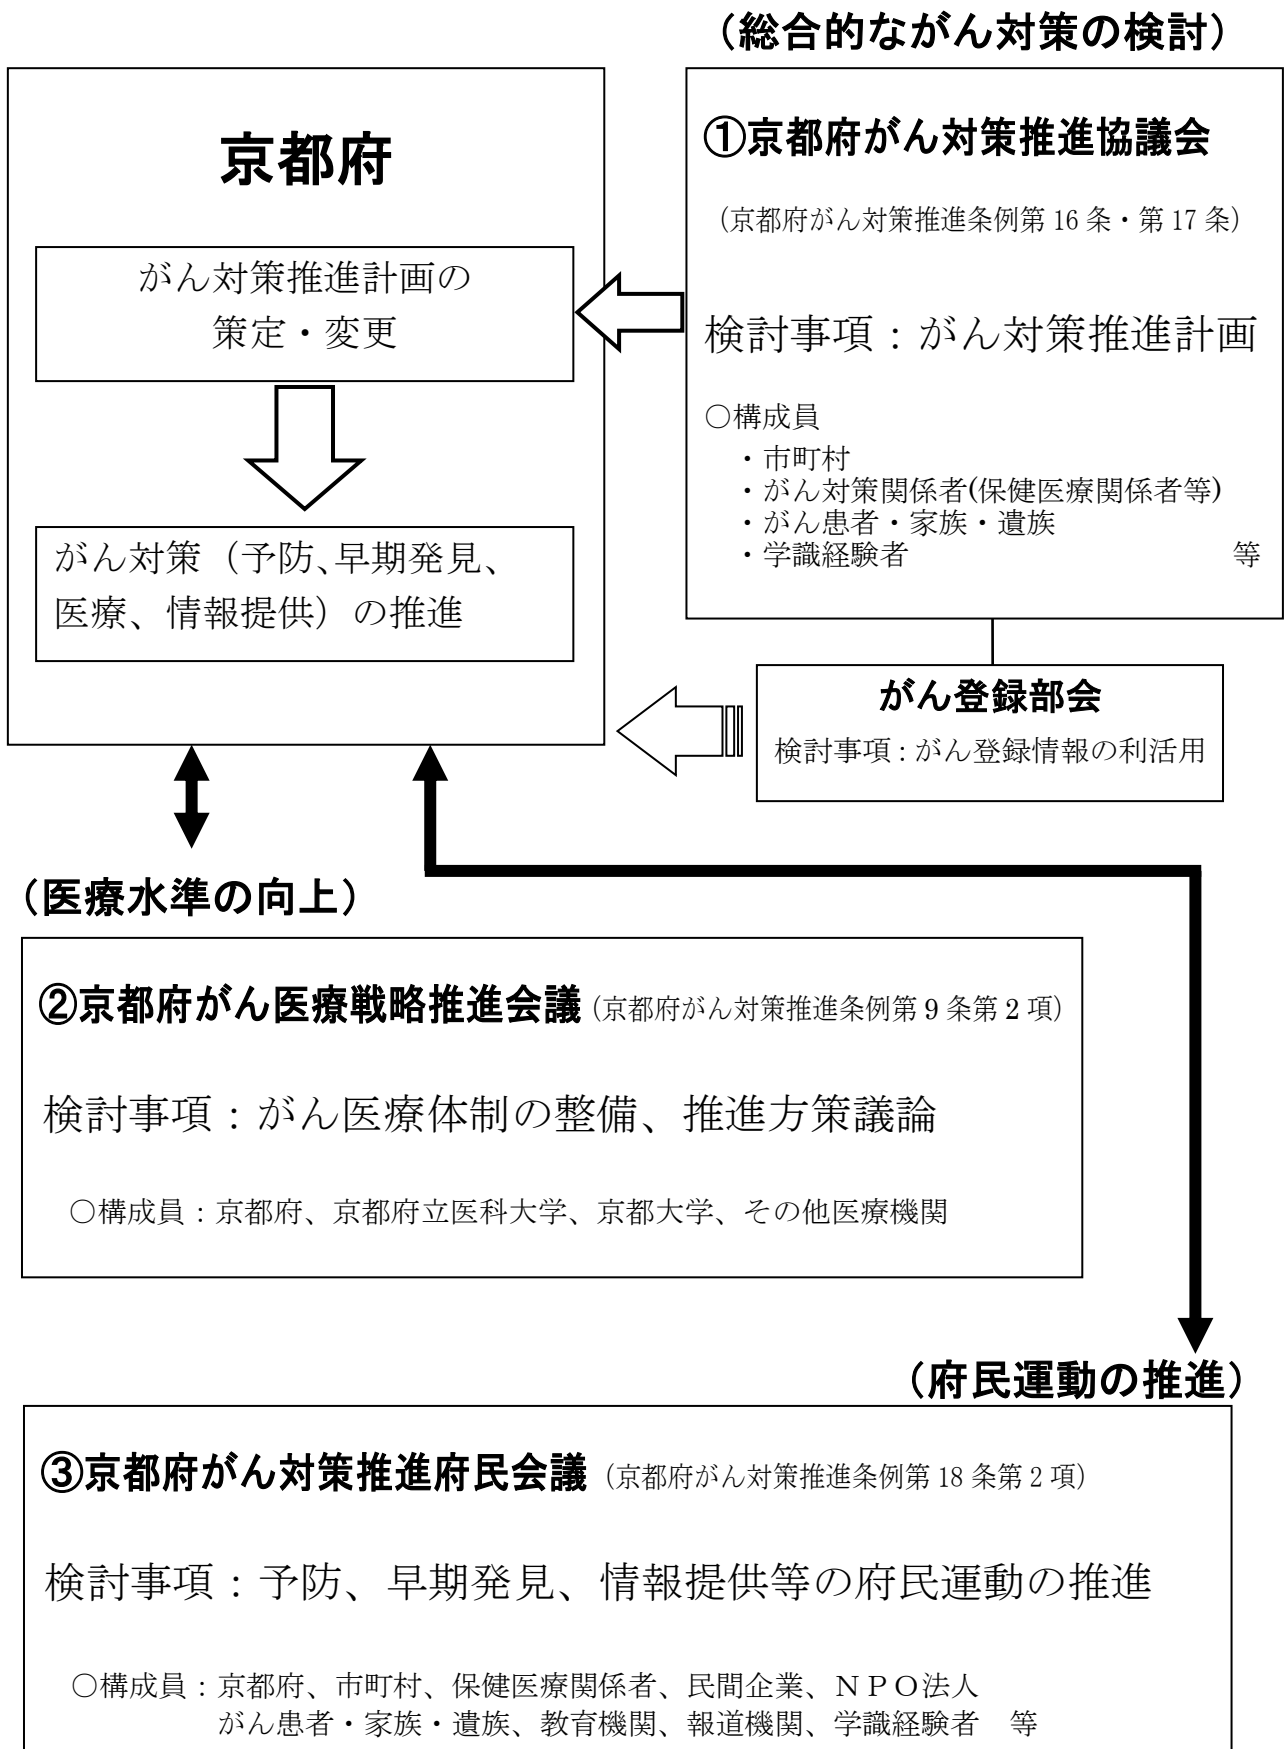 (総合的ながん対策の検討)
京都府
がん対策推進計画の
策定・変更
がん対策（予防、早期発見、
医療、情報提供）の推進
①京都府がん対策推進協議会
（京都府がん対策推進条例第16条・第17条）
検討事項：がん対策推進計画
○構成員
・市町村
・がん対策関係者(保健医療関係者等)
・がん患者・家族・遺族
・学識経験者 等
がん登録部会
検討事項：がん登録情報の利活用
(医療水準の向上)
②京都府がん医療戦略推進会議（京都府がん対策推進条例第9条第2項）
検討事項：がん医療体制の整備、推進方策議論
○構成員：京都府、京都府立医科大学、京都大学、その他医療機関
(府民運動の推進)
③京都府がん対策推進府民会議（京都府がん対策推進条例第18条第2項）
検討事項：予防、早期発見、情報提供等の府民運動の推進
○構成員：京都府、市町村、保健医療関係者、民間企業、ＮＰＯ法人
がん患者・家族・遺族、教育機関、報道機関、学識経験者 等